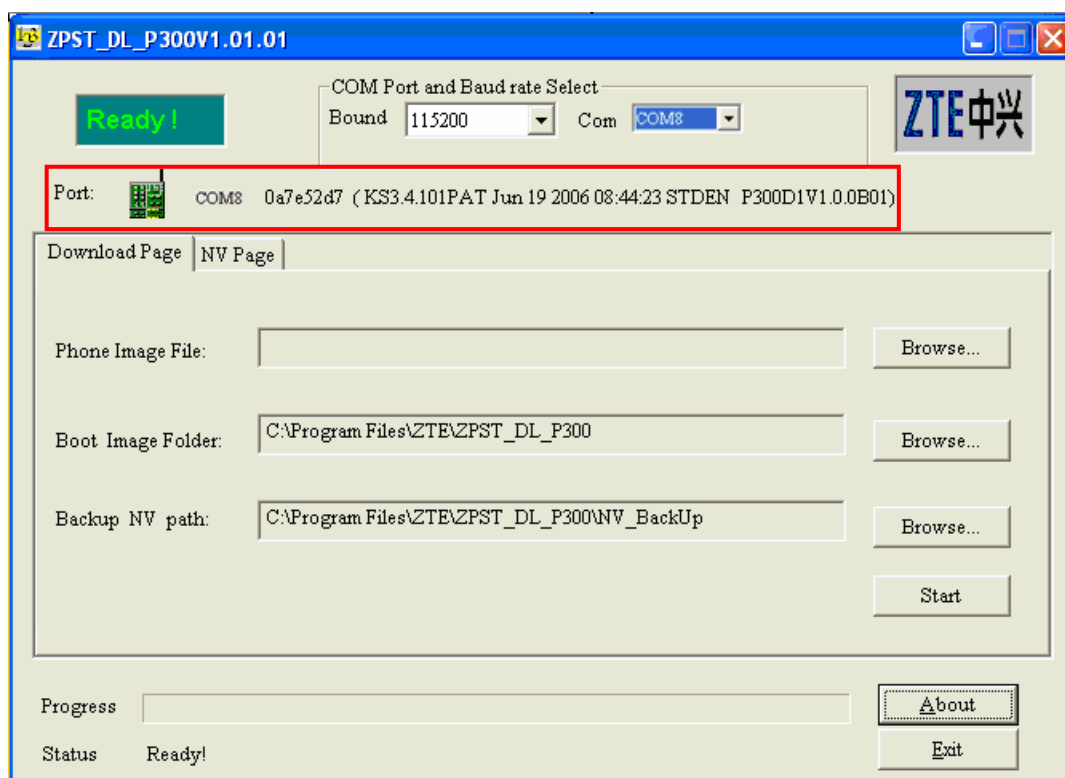 ZPST_DL_P300V1.01.01
Ready !
COM Port and Baud rate Select
Bound 115200 Com COM8
ZTE中兴
Port: COM8 0a7e52d7 ( KS3.4.101PAT Jun 19 2006 08:44:23 STDEN P300D1V1.0.0B01)
Download Page NV Page
Phone Image File: Browse...
Boot Image Folder: C:\Program Files\ZTE\ZPST_DL_P300 Browse...
Backup NV path: C:\Program Files\ZTE\ZPST_DL_P300\NV_BackUp Browse...
Start
Progress About
Status Ready! Exit